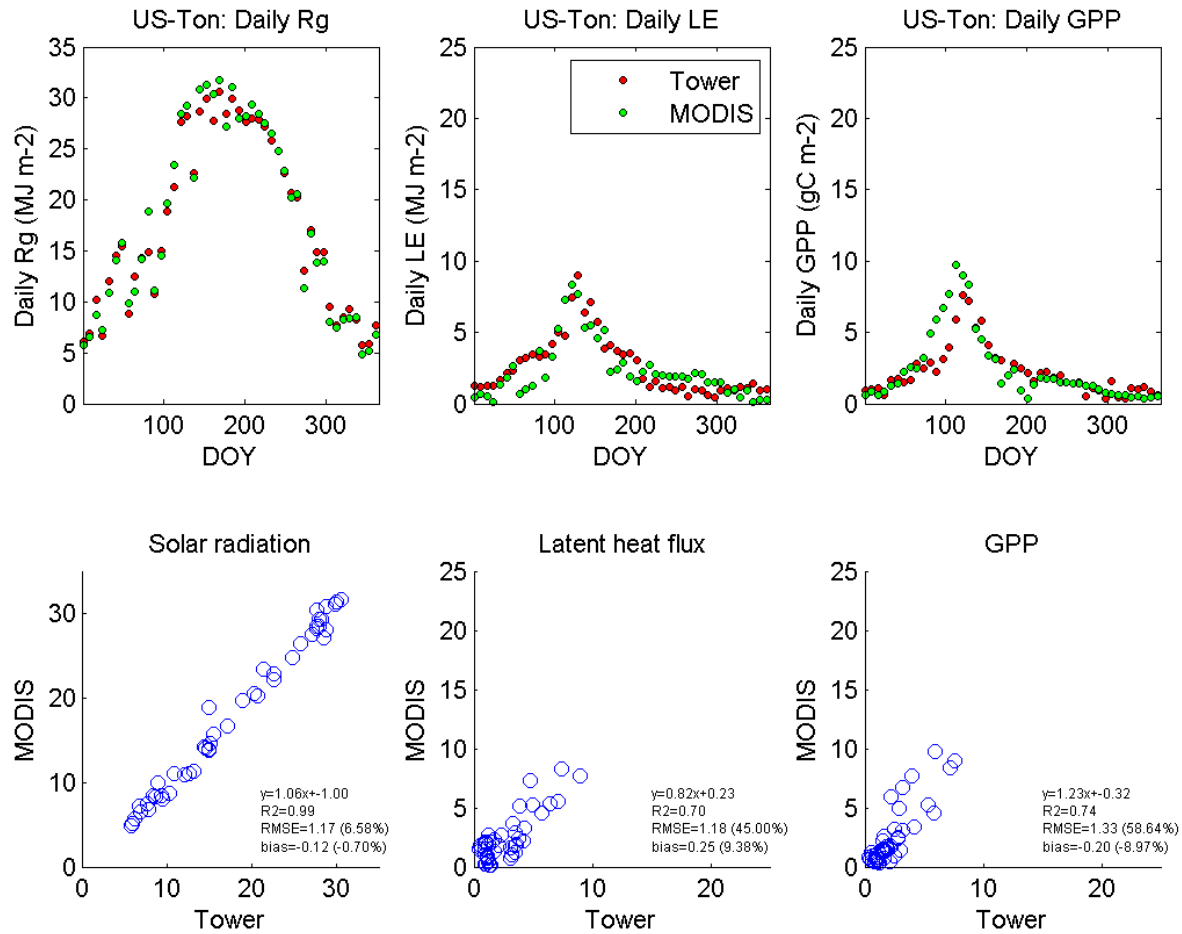 US-Ton: Daily Rg
35
30
25
20
15
10
5
0
Daily Rg (MJ m-2)
100 200 300
DOY
US-Ton: Daily LE
25
20
15
10
5
0
Daily LE (MJ m-2)
Tower
MODIS
100 200 300
DOY
US-Ton: Daily GPP
25
20
15
10
5
0
Daily GPP (gC m-2)
100 200 300
DOY
Solar radiation
30
20
10
0
MODIS
y=1.06x+-1.00
R2=0.99
RMSE=1.17 (6.58%)
bias=-0.12 (-0.70%)
0 10 20 30
Tower
Latent heat flux
25
20
15
10
5
0
MODIS
y=0.82x+0.23
R2=0.70
RMSE=1.18 (45.00%)
bias=0.25 (9.38%)
0 10 20
Tower
GPP
25
20
15
10
5
0
MODIS
y=1.23x+-0.32
R2=0.74
RMSE=1.33 (58.64%)
bias=-0.20 (-8.97%)
0 10 20
Tower